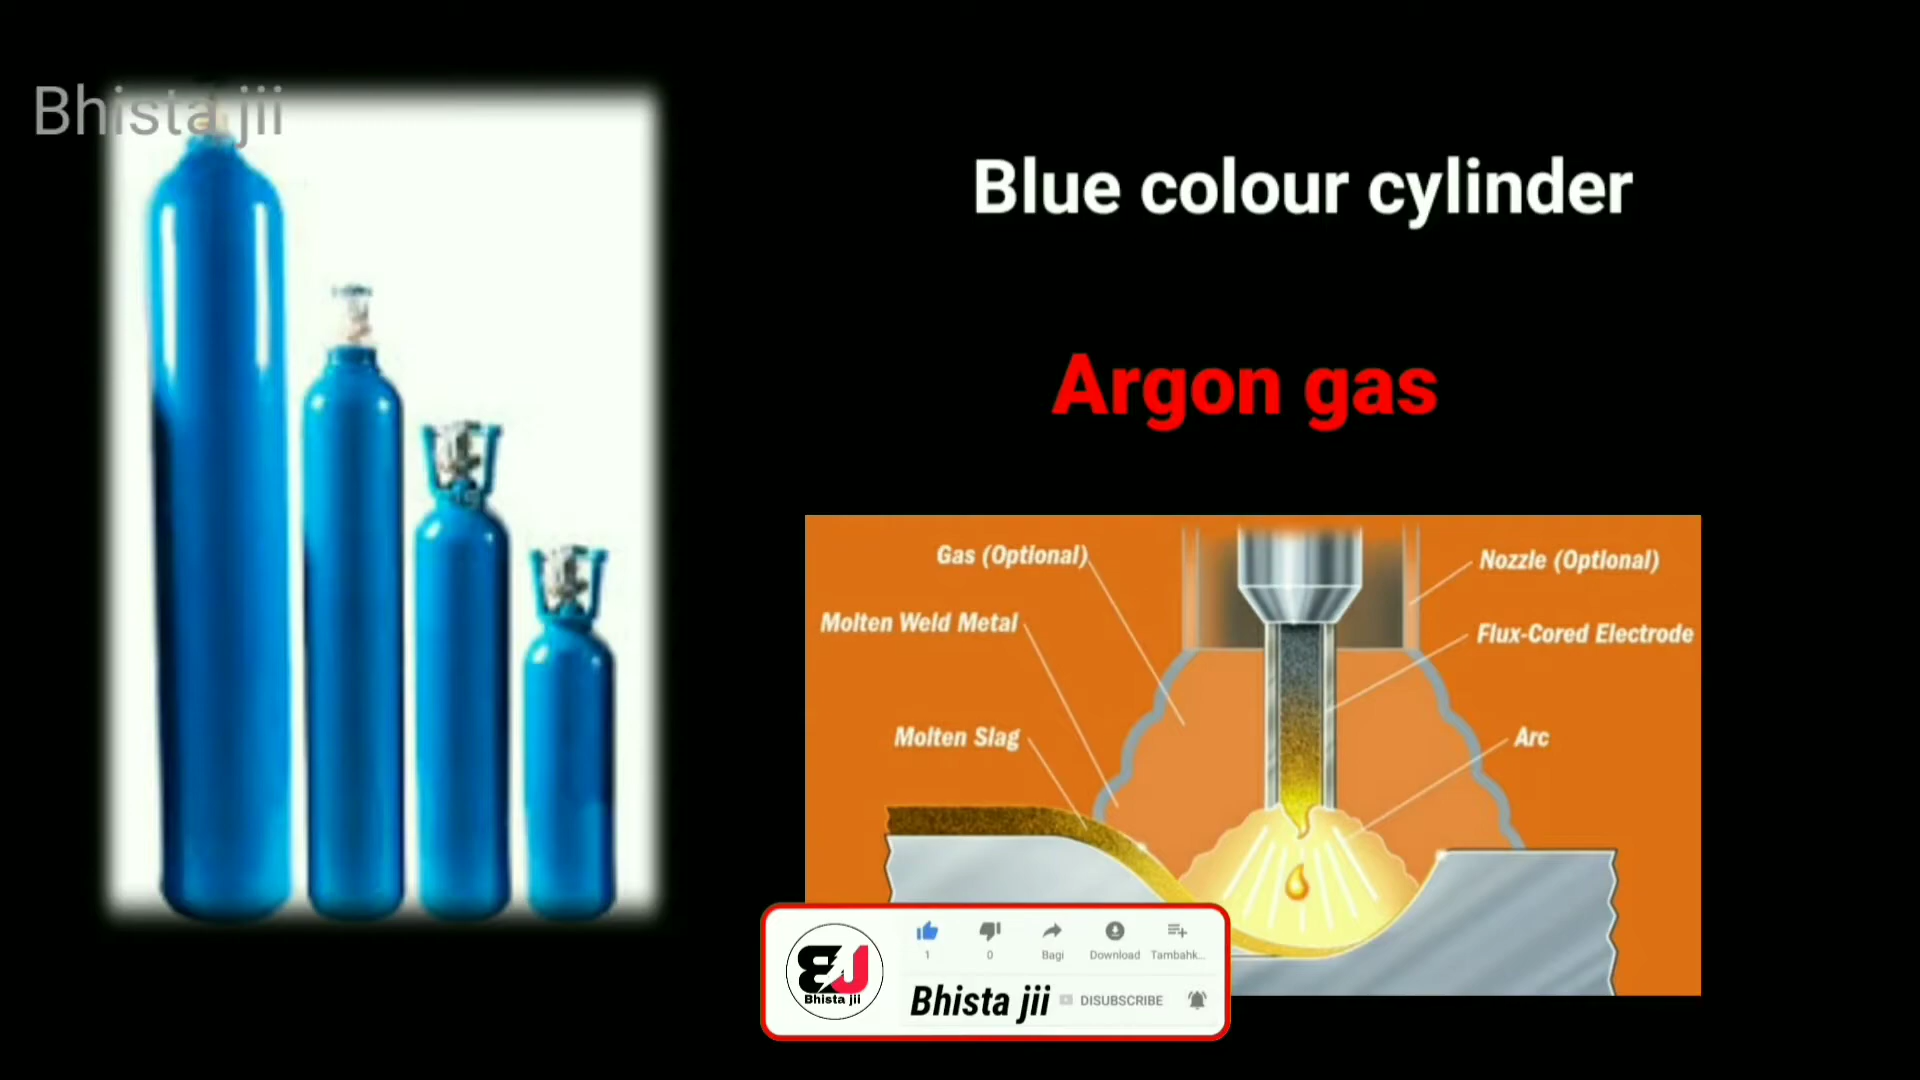 Bhista jii
Blue colour cylinder
Argon gas
Gas (Optional)
Nozzle (Optional)
Molten Weld Metal
Flux-Cored Electrode
Molten Slag
Arc
1
0
Bagi
Download
Tambahk...
BJ
Bhista jii
Bhista jii
DISUBSCRIBE